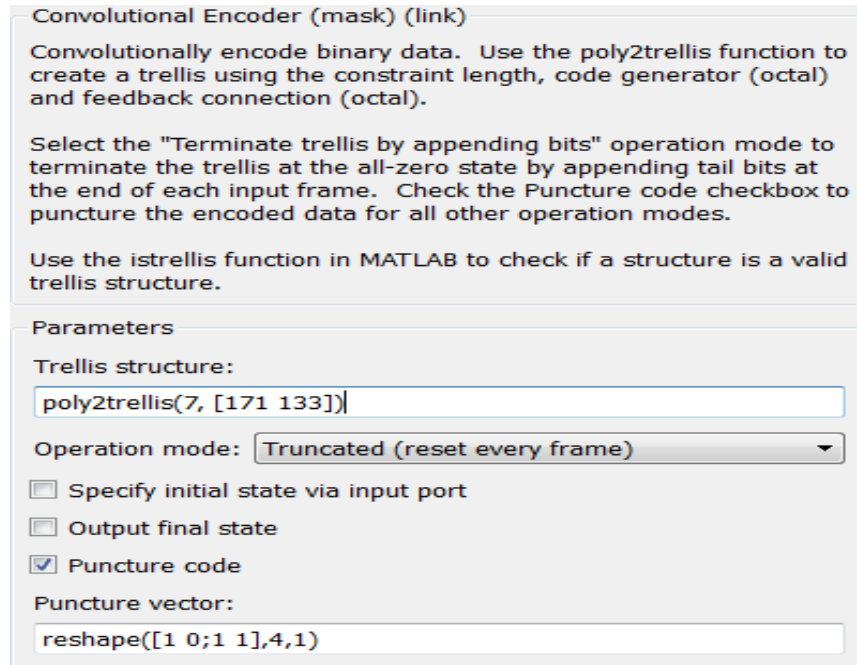 Convolutional Encoder (mask) (link)
Convolutionally encode binary data.  Use the poly2trellis function to
create a trellis using the constraint length, code generator (octal)
and feedback connection (octal).
Select the "Terminate trellis by appending bits" operation mode to
terminate the trellis at the all-zero state by appending tail bits at
the end of each input frame.  Check the Puncture code checkbox to
puncture the encoded data for all other operation modes.
Use the istrellis function in MATLAB to check if a structure is a valid
trellis structure.
Parameters
Trellis structure:
poly2trellis(7, [171 133])
Operation mode: Truncated (reset every frame)
Specify initial state via input port
Output final state
Puncture code
Puncture vector:
reshape([1 0;1 1],4,1)